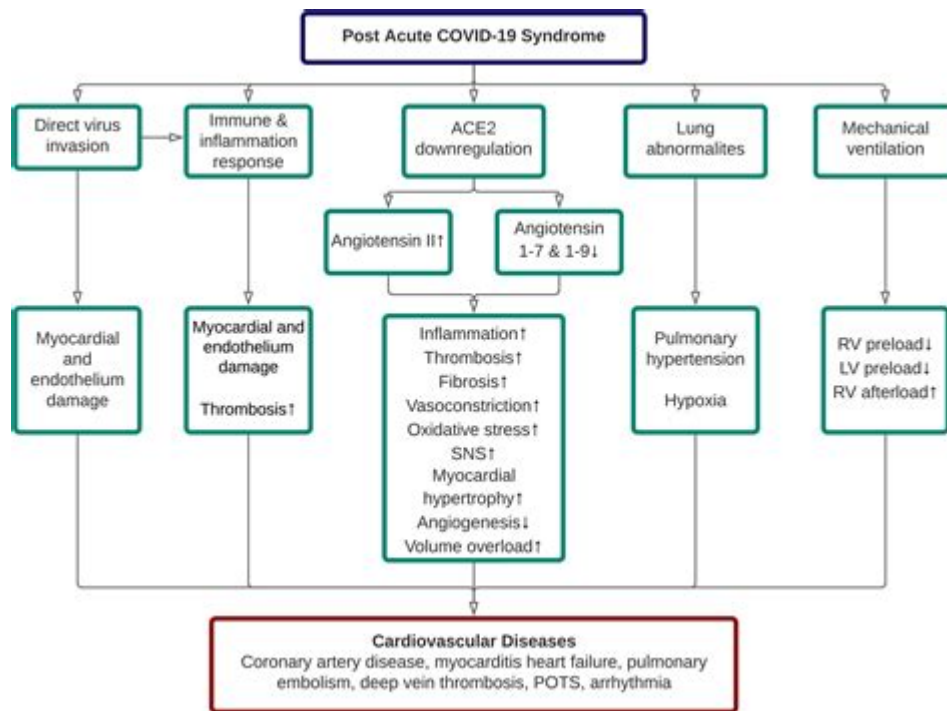 Post Acute COVID-19 Syndrome
Direct virus
invasion
Immune &
inflammation
response
ACE2
downregulation
Lung
abnormalites
Mechanical
ventilation
Angiotensin II↑
Angiotensin
1-7 & 1-9↓
Myocardial
and
endothelium
damage
Myocardial and
endothelium
damage
Thrombosis↑
Inflammation↑
Thrombosis↑
Fibrosis↑
Vasoconstriction↑
Oxidative stress↑
SNS↑
Myocardial
hypertrophy↑
Angiogenesis↓
Volume overload↑
Pulmonary
hypertension
Hypoxia
RV preload↓
LV preload↓
RV afterload↑
Cardiovascular Diseases
Coronary artery disease, myocarditis heart failure, pulmonary
embolism, deep vein thrombosis, POTS, arrhythmia